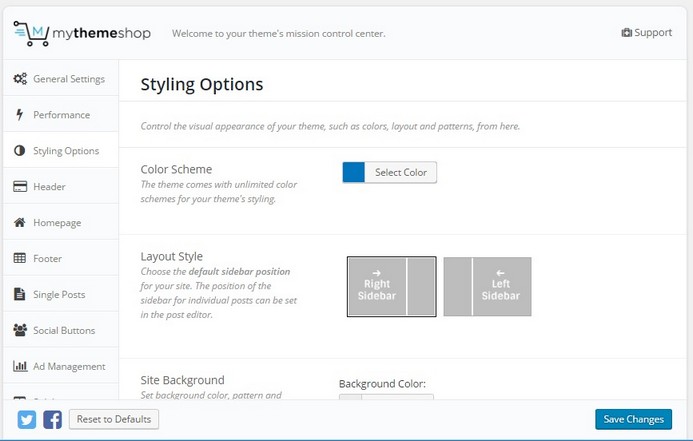 M mythemeshop
Welcome to your theme's mission control center.
Support
General Settings
Performance
Styling Options
Header
Homepage
Footer
Single Posts
Social Buttons
Ad Management
Styling Options
Control the visual appearance of your theme, such as colors, layout and patterns, from here.
Color Scheme
The theme comes with unlimited color
schemes for your theme's styling.
Select Color
Layout Style
Choose the default sidebar position
for your site. The position of the
sidebar for individual posts can be set
in the post editor.
Right
Sidebar
Left
Sidebar
Site Background
Set background color, pattern and
Background Color:
Reset to Defaults
Save Changes